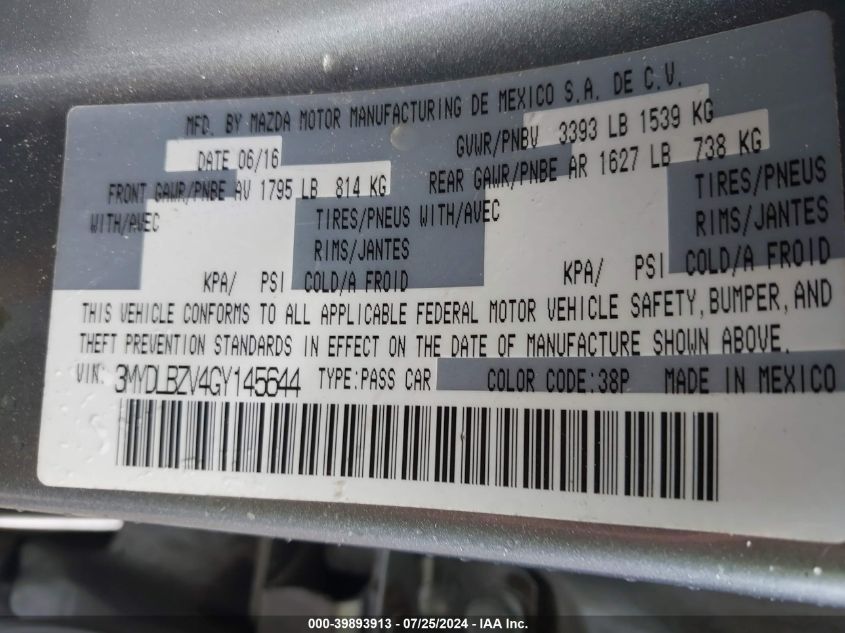 MFD. BY MAZDA MOTOR MANUFACTURING DE MEXICO S.A. DE C.V.
DATE 06/16 GVWR/PNBV 3393 LB 1539 KG
FRONT GAWR/PNBE AV 1795 LB 814 KG REAR GAWR/PNBE AR 1627 LB 738 KG
WITH/AVEC TIRES/PNEUS WITH/AVEC TIRES/PNEUS
RIMS/JANTES RIMS/JANTES
KPA/ PSI COLD/A FROID KPA/ PSI COLD/A FROID
THIS VEHICLE CONFORMS TO ALL APPLICABLE FEDERAL MOTOR VEHICLE SAFETY, BUMPER, AND
THEFT PREVENTION STANDARDS IN EFFECT ON THE DATE OF MANUFACTURE SHOWN ABOVE.
VIN: 3MYDLBZV4GY145644 TYPE:PASS CAR COLOR CODE:38P MADE IN MEXICO
000-39893913 - 07/25/2024 - IAA Inc.